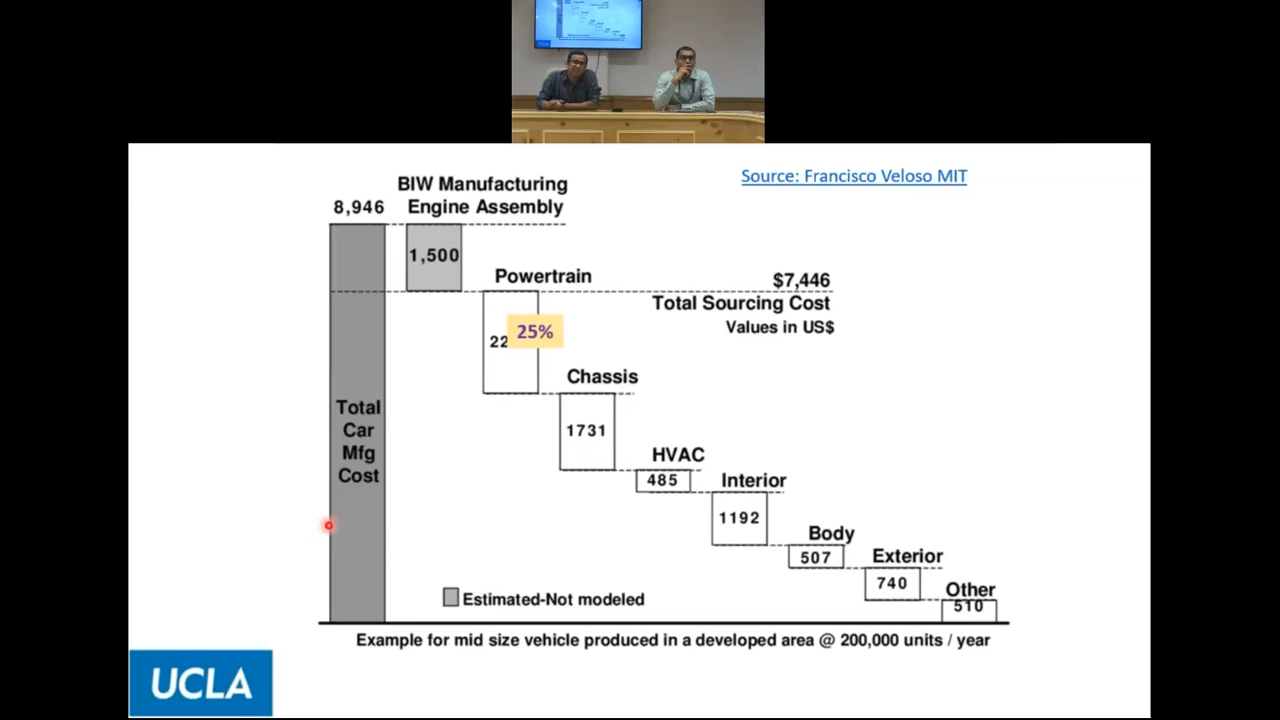 Source: Francisco Veloso MIT
BIW Manufacturing
Engine Assembly
8,946
1,500
Powertrain
$7,446
Total Sourcing Cost
Values in US$
22
25%
Chassis
1731
Total
Car
Mfg
Cost
HVAC
485
Interior
1192
Body
507
Exterior
740
Other
510
Estimated-Not modeled
Example for mid size vehicle produced in a developed area @ 200,000 units / year
UCLA